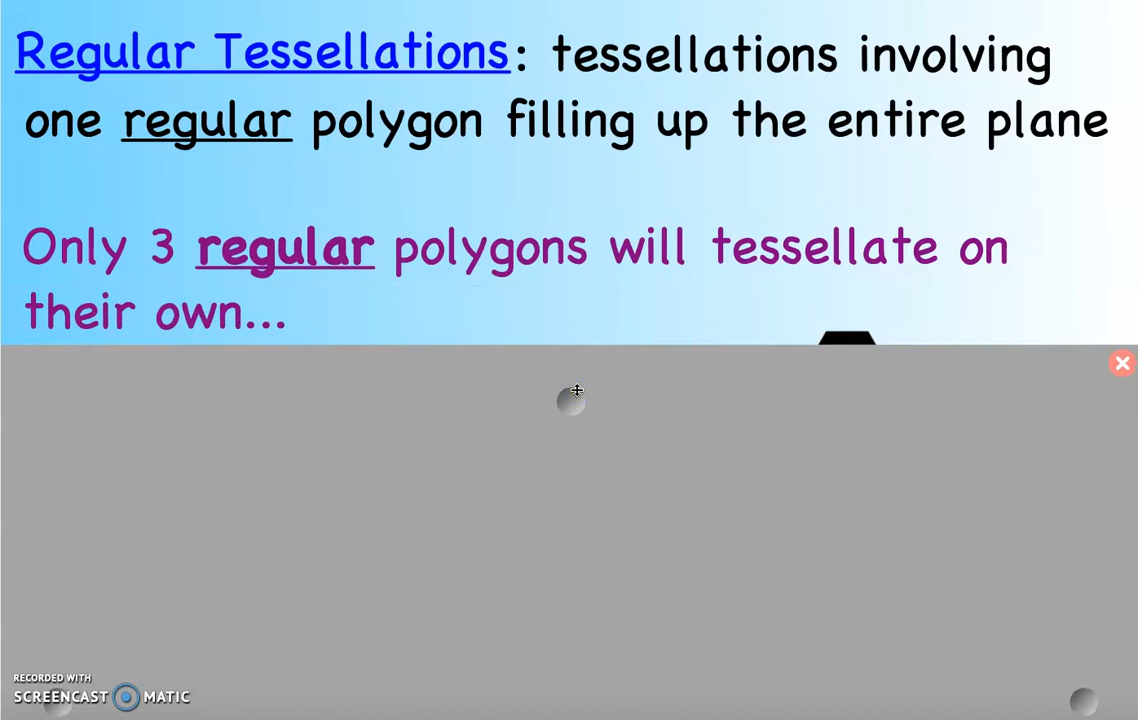 Regular Tessellations: tessellations involving
one regular polygon filling up the entire plane
Only 3 regular polygons will tessellate on
their own...
RECORDED WITH
SCREENCAST MATIC